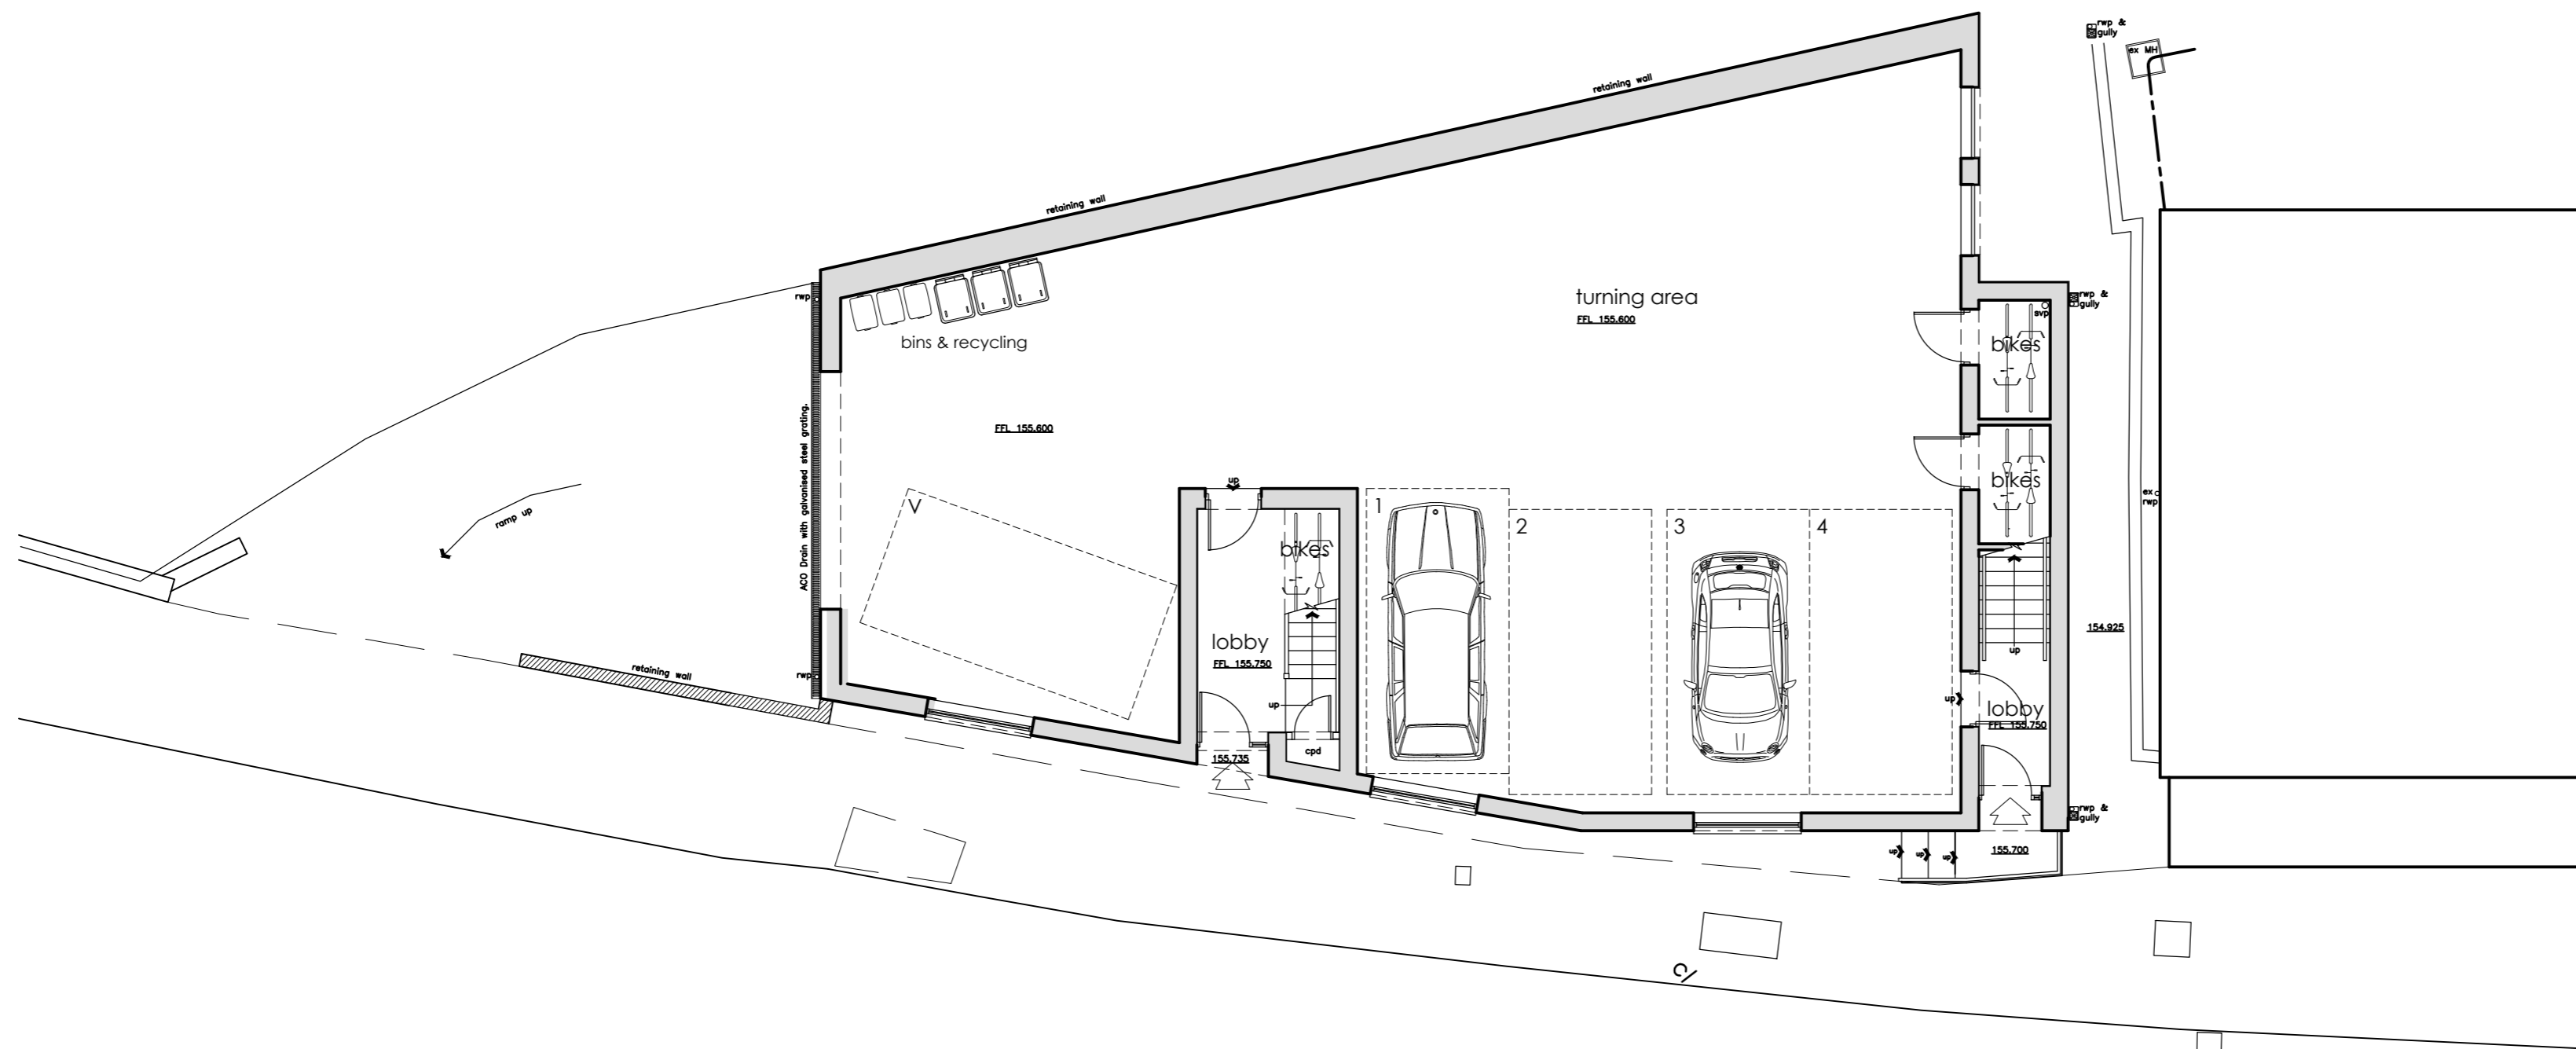 rwp &
gully
ex MH
retaining wall
retaining wall
rwp
bins & recycling
turning area
FFL 155.600
rwp &
gully
svp
bikes
FFL 155.600
ACO Drain with galvanised steel grating.
ramp up
V
up
1
2
3
4
bikes
ex
rwp
bikes
lobby
FFL 155.750
up
154.925
up
retaining wall
rwp
up
lobby
FFL 155.750
cpd
155.735
rwp &
gully
up
up
up
155.700
c/